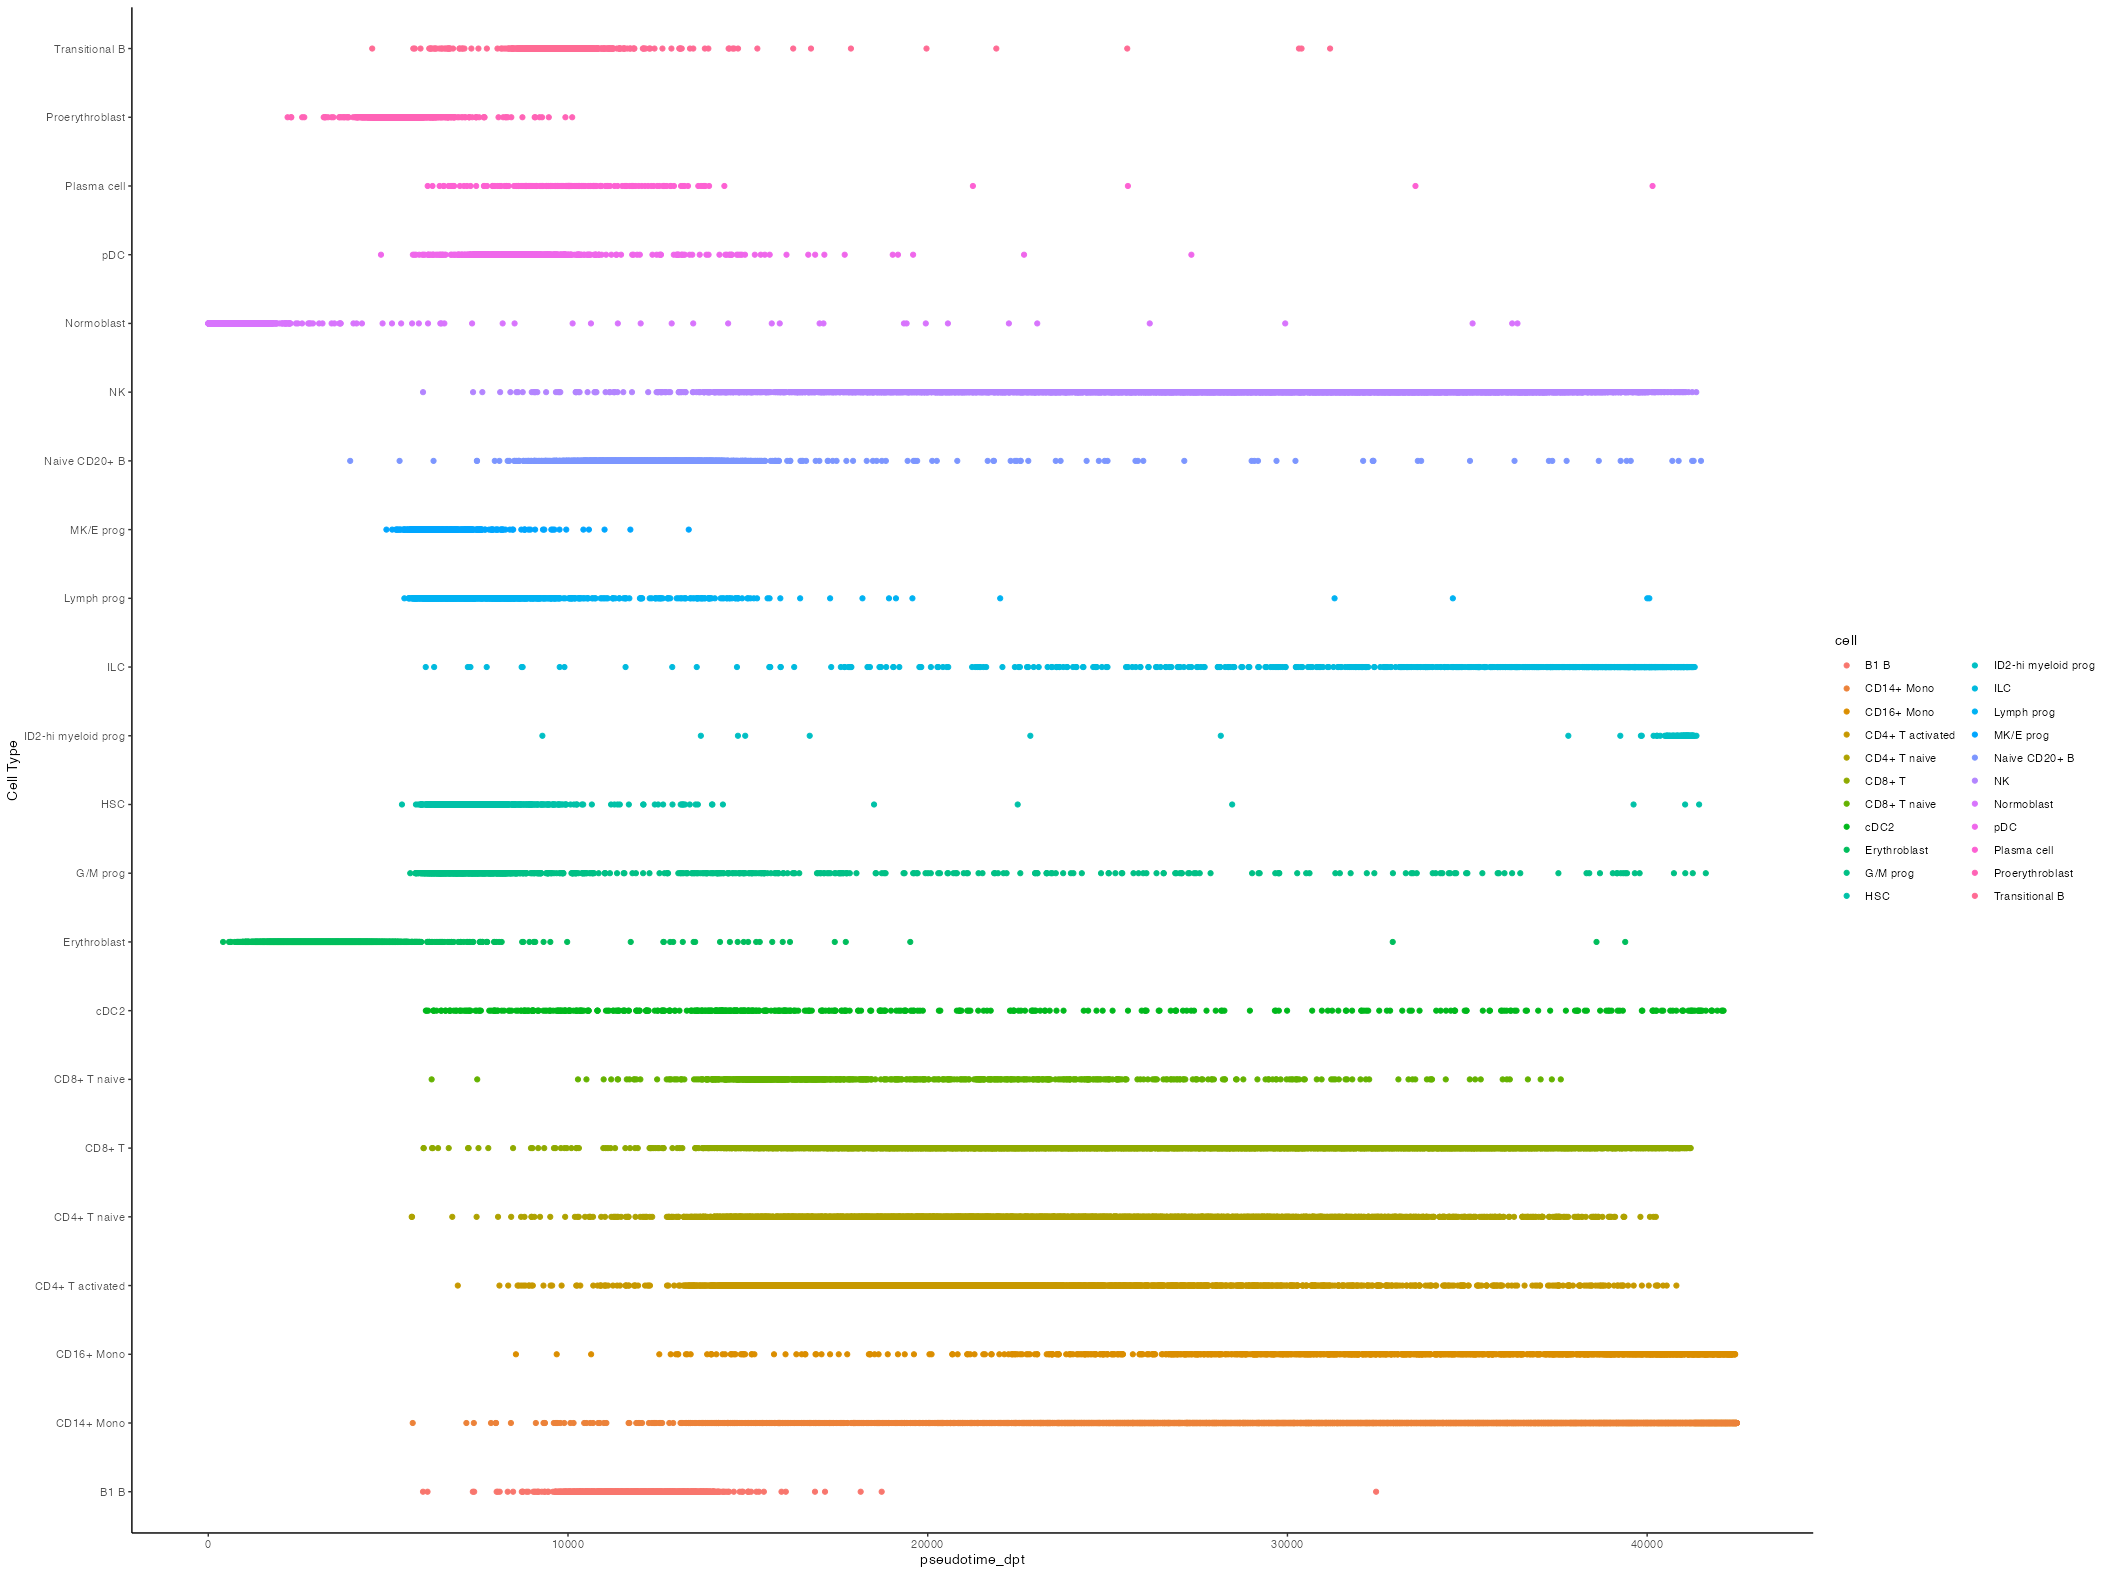 Transitional B
Proerythroblast
Plasma cell
pDC
Normoblast
NK
Naive CD20+ B
MK/E prog
Lymph prog
ILC
ID2-hi myeloid prog
HSC
G/M prog
Erythroblast
cDC2
CD8+ T naive
CD8+ T
CD4+ T naive
CD4+ T activated
CD16+ Mono
CD14+ Mono
B1 B
Cell Type
0 10000 20000 30000 40000
pseudotime_dpt
cell
B1 B
CD14+ Mono
CD16+ Mono
CD4+ T activated
CD4+ T naive
CD8+ T
CD8+ T naive
cDC2
Erythroblast
G/M prog
HSC
ID2-hi myeloid prog
ILC
Lymph prog
MK/E prog
Naive CD20+ B
NK
Normoblast
pDC
Plasma cell
Proerythroblast
Transitional B